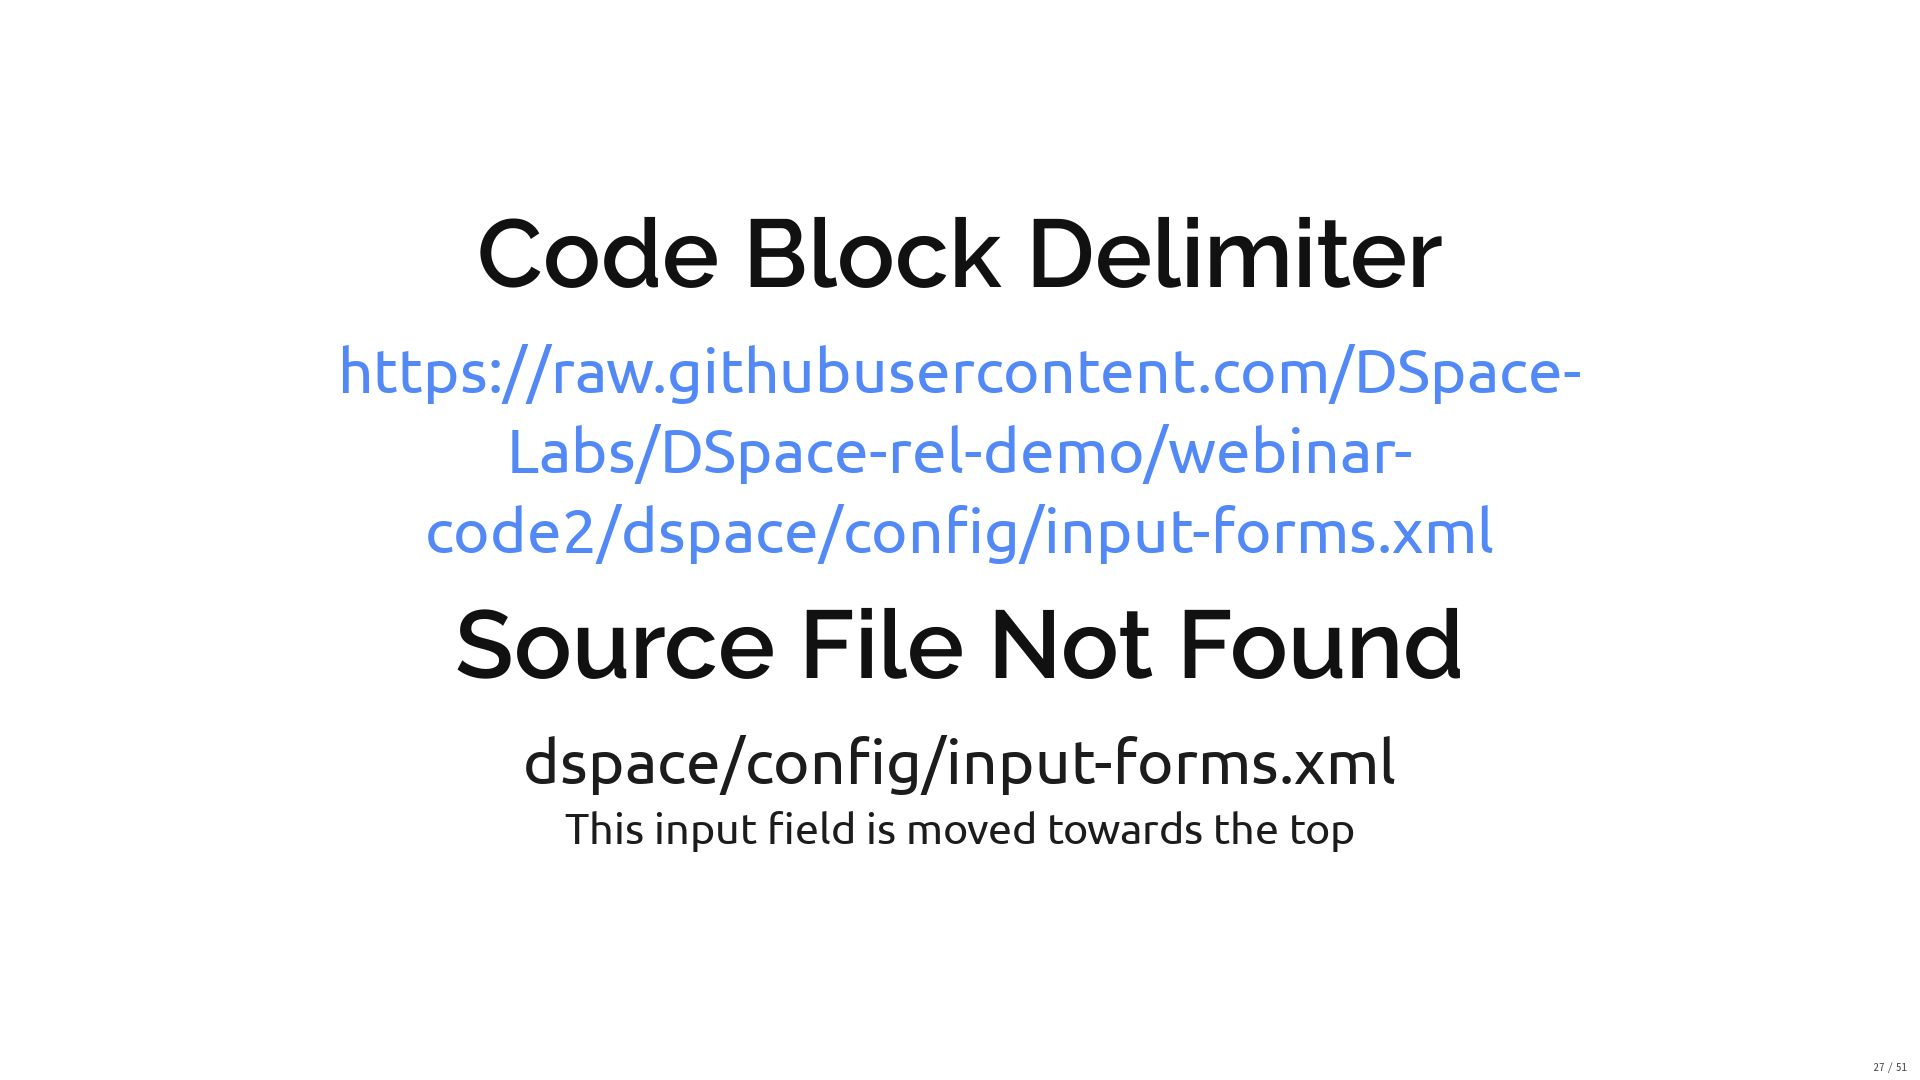 Code Block Delimiter
https://raw.githubusercontent.com/DSpace-
Labs/DSpace-rel-demo/webinar-
code2/dspace/config/input-forms.xml
Source File Not Found
dspace/config/input-forms.xml
This input field is moved towards the top
27 / 51